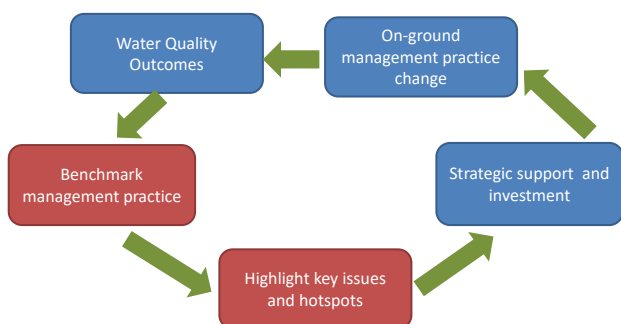 Water Quality
Outcomes
On-ground
management practice
change
Benchmark
management practice
Strategic support and
investment
Highlight key issues
and hotspots